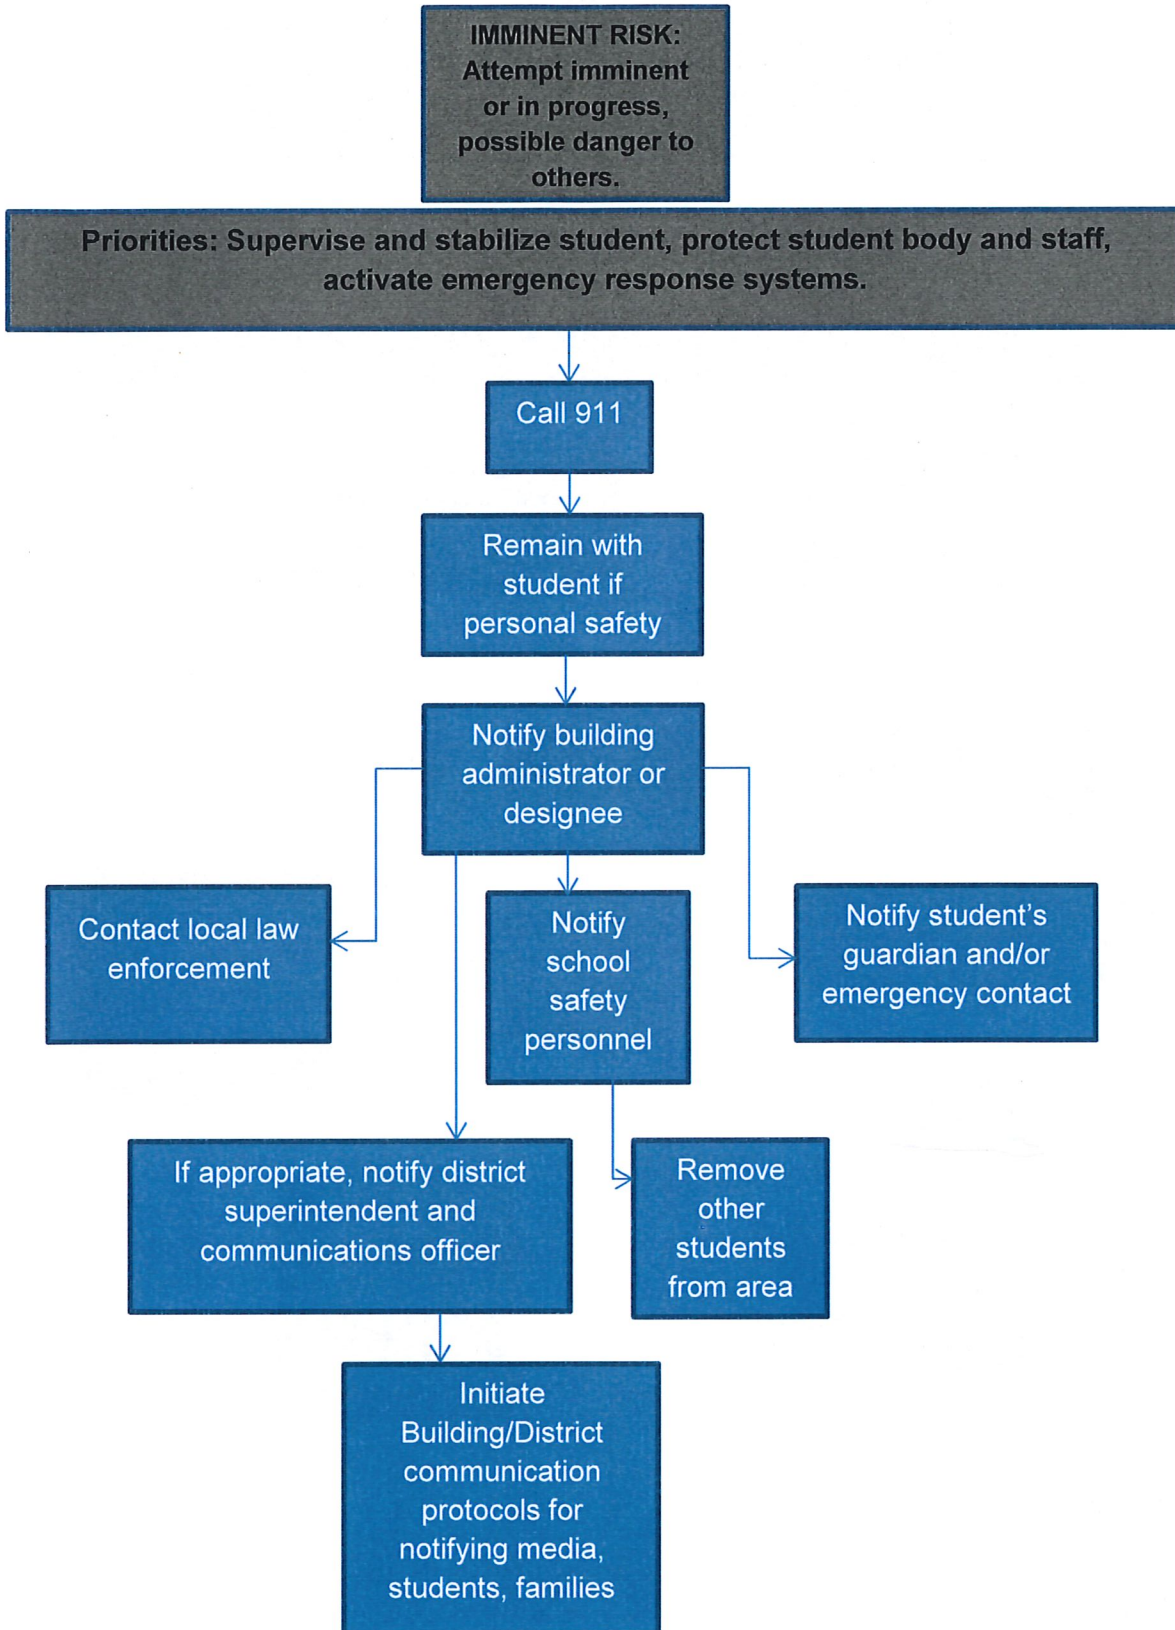 IMMINENT RISK:
Attempt imminent
or in progress,
possible danger to
others.
Priorities: Supervise and stabilize student, protect student body and staff,
activate emergency response systems.
Call 911
Remain with
student if
personal safety
Notify building
administrator or
designee
Contact local law
enforcement
Notify
school
safety
personnel
Notify student’s
guardian and/or
emergency contact
If appropriate, notify district
superintendent and
communications officer
Remove
other
students
from area
Initiate
Building/District
communication
protocols for
notifying media,
students, families